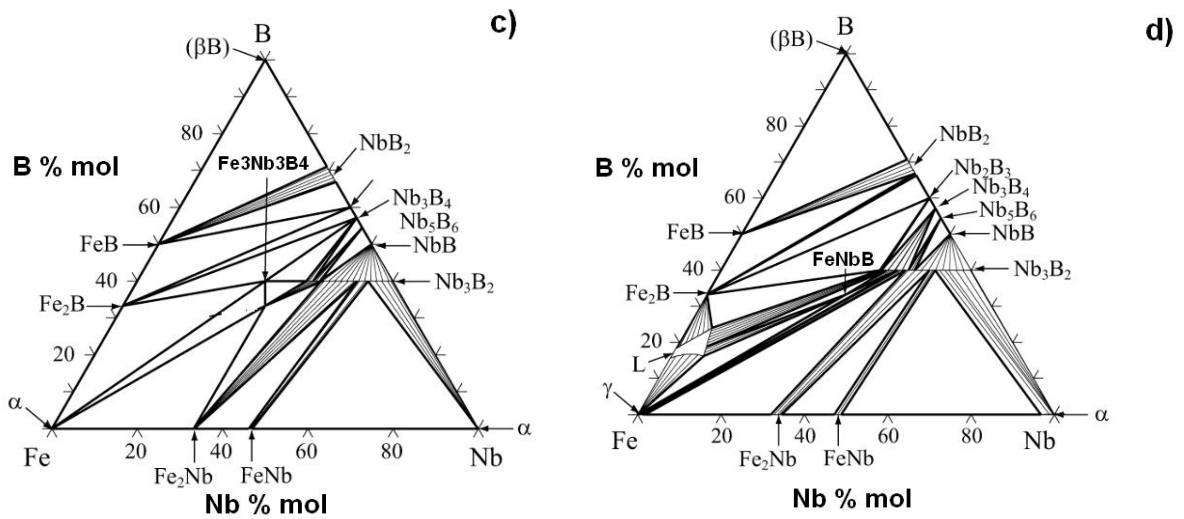 c)
B
(βB)
80
NbB₂
Fe3Nb3B4
B % mol
60
Nb₃B₄
Nb₅B₆
FeB
NbB
40
Nb₃B₂
Fe₂B
20
α
α
Fe
20
40
60
80
Nb
Fe₂Nb
FeNb
Nb % mol
d)
B
(βB)
80
NbB₂
B % mol
Nb₂B₃
60
Nb₃B₄
Nb₅B₆
FeB
NbB
FeNbB
40
Nb₃B₂
Fe₂B
20
L
γ
α
Fe
20
40
60
80
Nb
Fe₂Nb
FeNb
Nb % mol